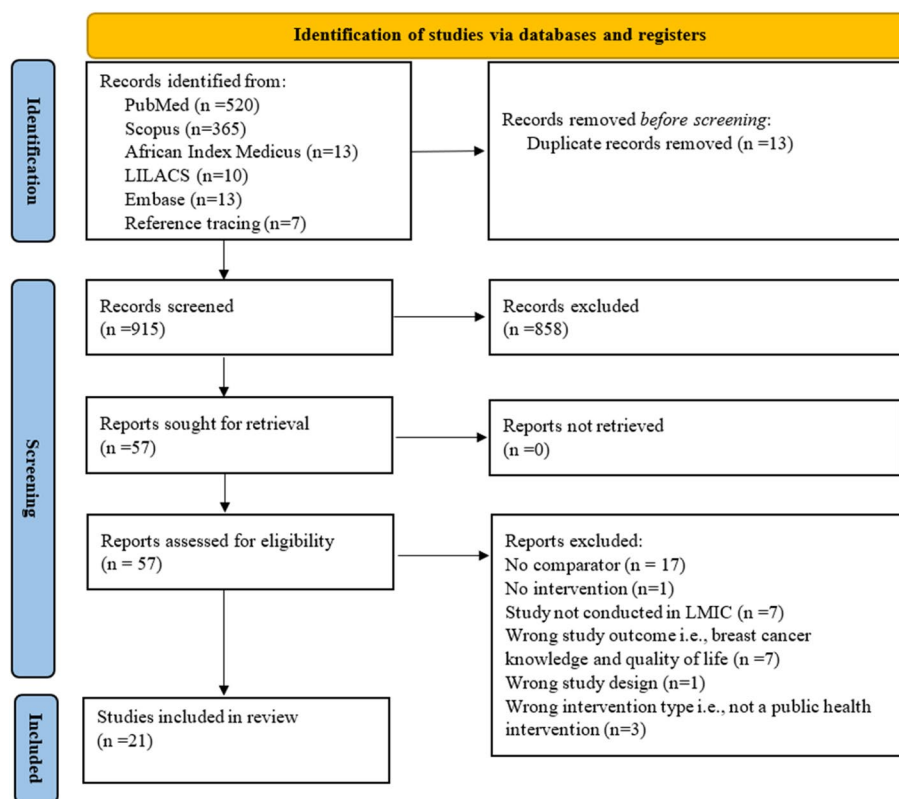 Identification of studies via databases and registers
Identification
Records identified from:
PubMed (n =520)
Scopus (n=365)
African Index Medicus (n=13)
LILACS (n=10)
Embase (n=13)
Reference tracing (n=7)
Records removed before screening:
Duplicate records removed (n =13)
Screening
Records screened
(n =915)
Records excluded
(n =858)
Reports sought for retrieval
(n =57)
Reports not retrieved
(n =0)
Reports assessed for eligibility
(n = 57)
Reports excluded:
No comparator (n = 17)
No intervention (n=1)
Study not conducted in LMIC (n =7)
Wrong study outcome i.e., breast cancer
knowledge and quality of life (n =7)
Wrong study design (n=1)
Wrong intervention type i.e., not a public health
intervention (n=3)
Included
Studies included in review
(n =21)